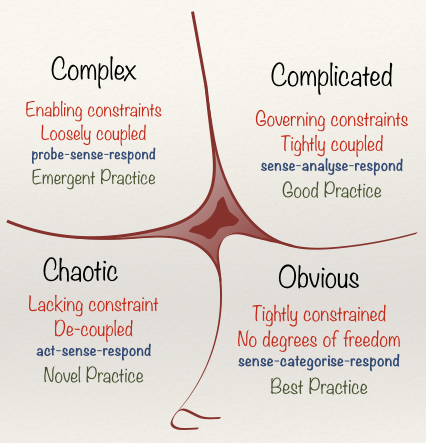 Complex
Enabling constraints
Loosely coupled
probe-sense-respond
Emergent Practice
Complicated
Governing constraints
Tightly coupled
sense-analyse-respond
Good Practice
Chaotic
Lacking constraint
De-coupled
act-sense-respond
Novel Practice
Obvious
Tightly constrained
No degrees of freedom
sense-categorise-respond
Best Practice